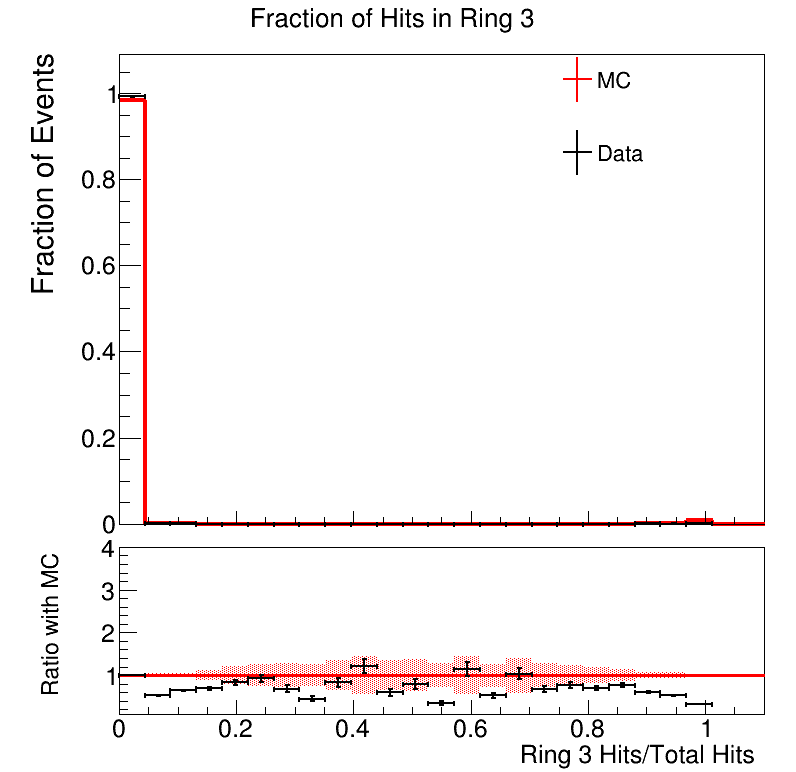 Fraction of Hits in Ring 3
Fraction of Events
1
0.8
0.6
0.4
0.2
0
MC
Data
Ratio with MC
4
3
2
1
0 0.2 0.4 0.6 0.8 1
Ring 3 Hits/Total Hits